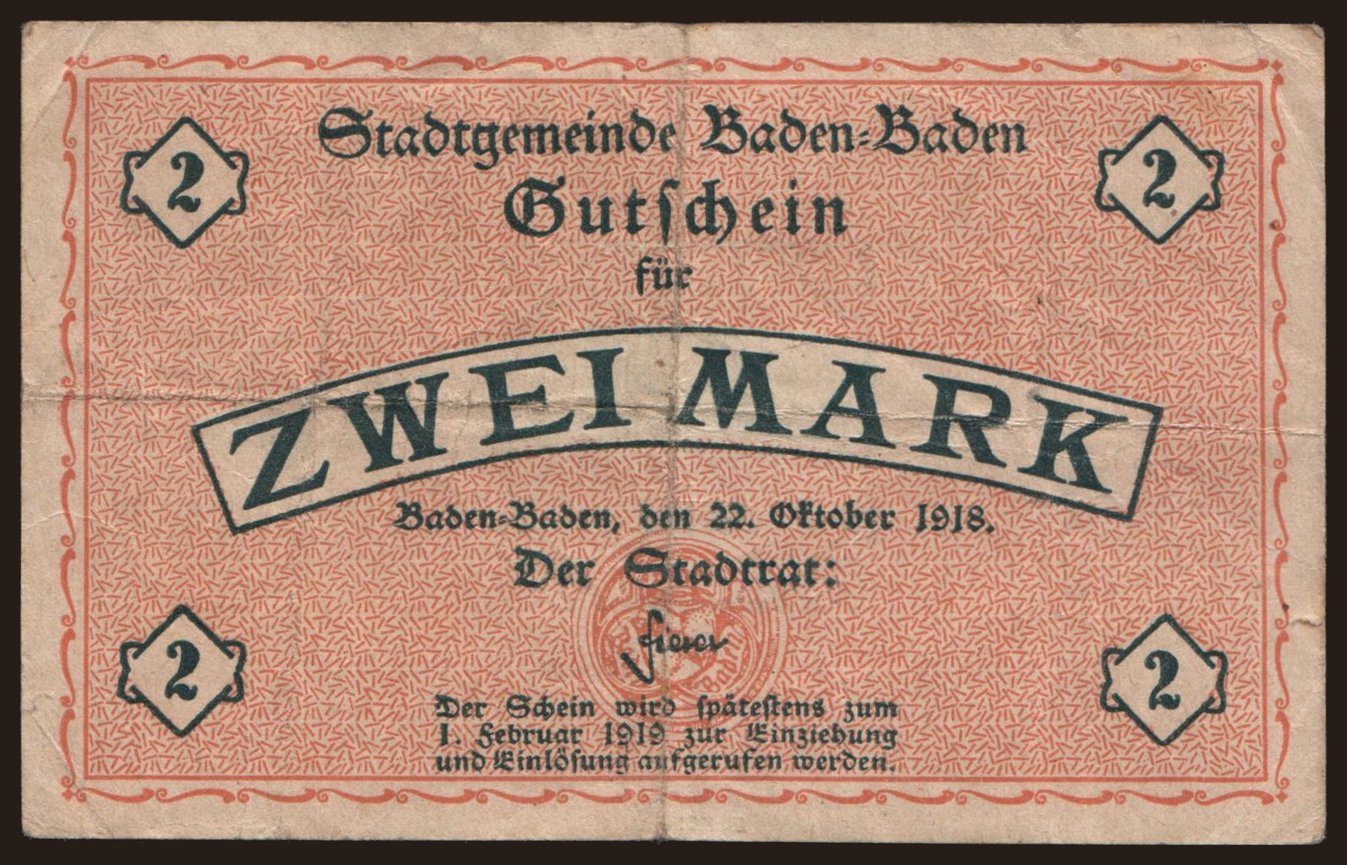 Stadtgemeinde Baden-Baden
2 2
Gutschein
für
ZWEI MARK
Baden-Baden, den 22. Oktober 1918.
Der Stadtrat:
2 2
Der Schein wird spätestens zum
1. Februar 1919 zur Einziehung
und Einlösung aufgerufen werden.